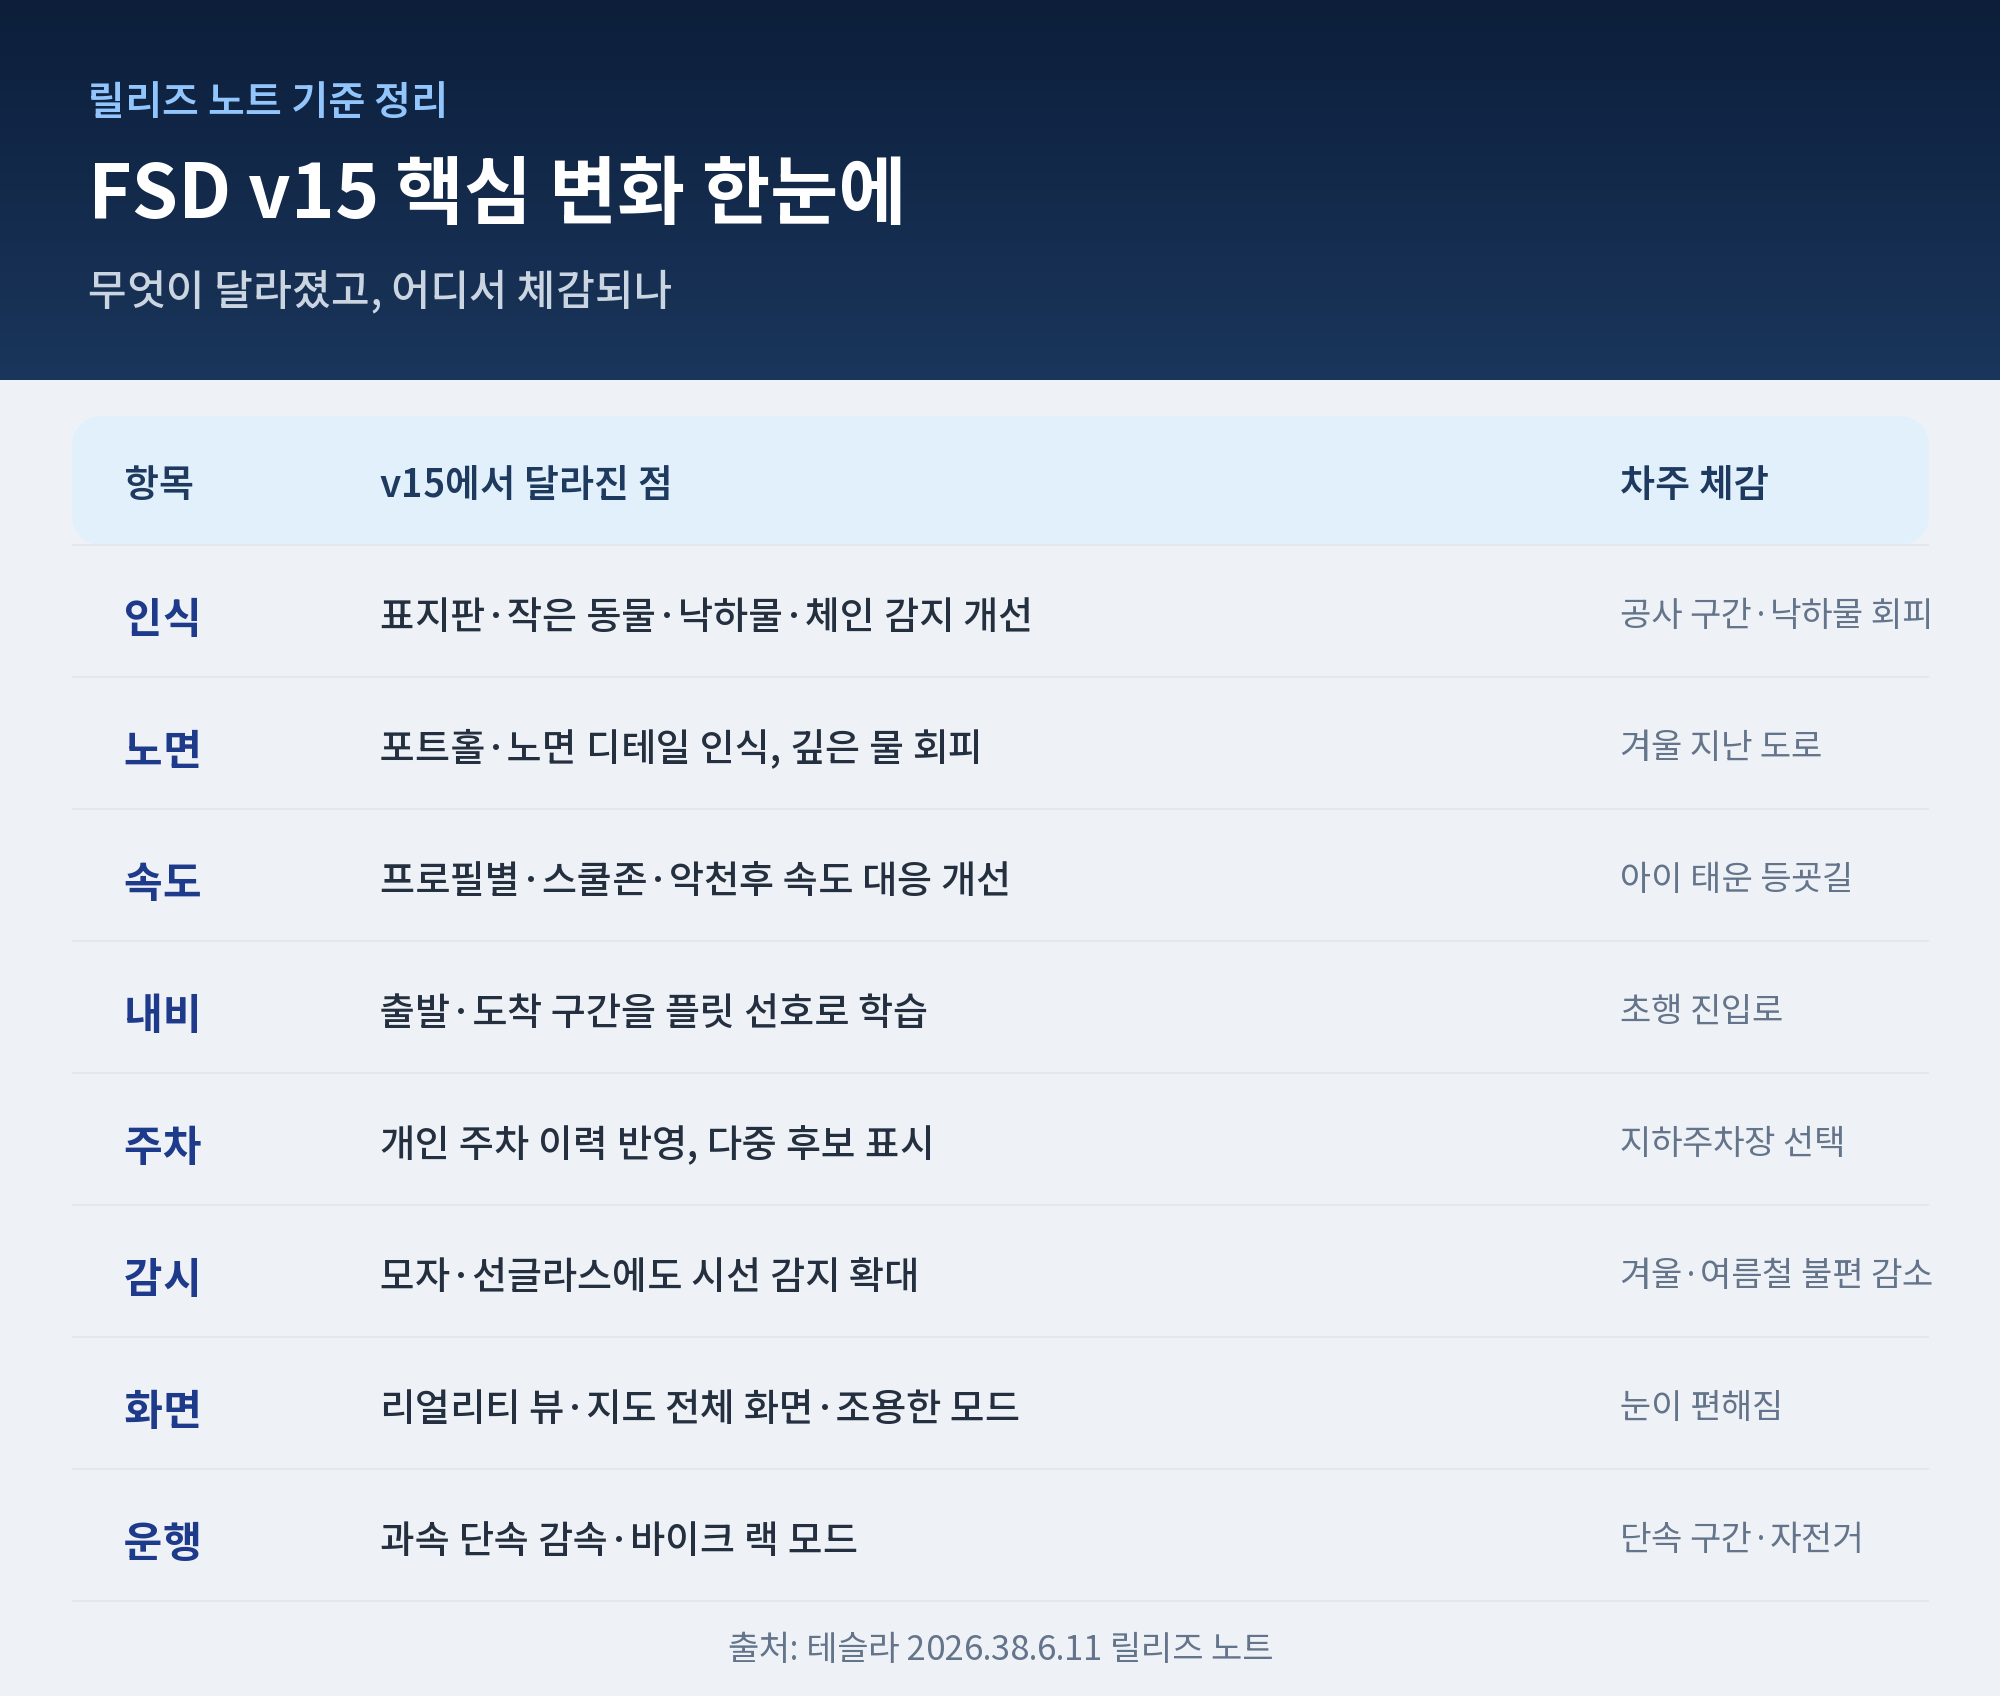 릴리즈 노트 기준 정리
FSD v15 핵심 변화 한눈에
무엇이 달라졌고, 어디서 체감되나
항목 v15에서 달라진 점 차주 체감
인식 표지판·작은 동물·낙하물·체인 감지 개선 공사 구간·낙하물 회피
노면 포트홀·노면 디테일 인식, 깊은 물 회피 겨울 지난 도로
속도 프로필별·스쿨존·악천후 속도 대응 개선 아이 태운 등굣길
내비 출발·도착 구간을 플릿 선호로 학습 초행 진입로
주차 개인 주차 이력 반영, 다중 후보 표시 지하주차장 선택
감시 모자·선글라스에도 시선 감지 확대 겨울·여름철 불편 감소
화면 리얼리티 뷰·지도 전체 화면·조용한 모드 눈이 편해짐
운행 과속 단속 감속·바이크 랙 모드 단속 구간·자전거
출처: 테슬라 2026.38.6.11 릴리즈 노트